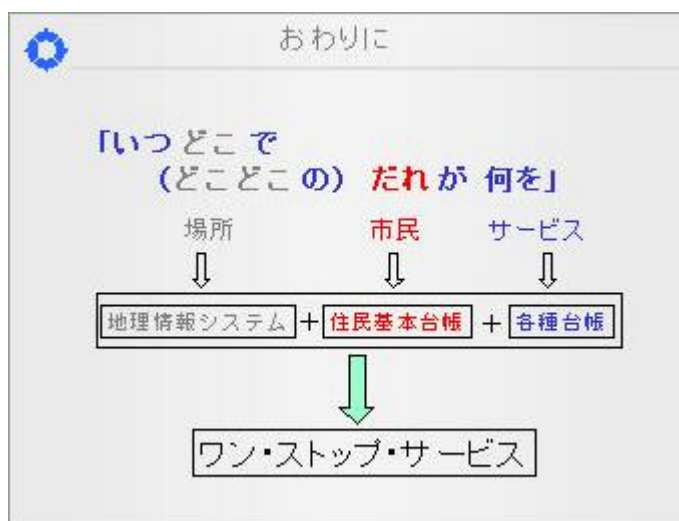 おわりに
「いつ どこ で
(どこどこ の) だれ が 何を」
場所 市民 サービス
地理情報システム + 住民基本台帳 + 各種台帳
ワン・ストップ・サービス